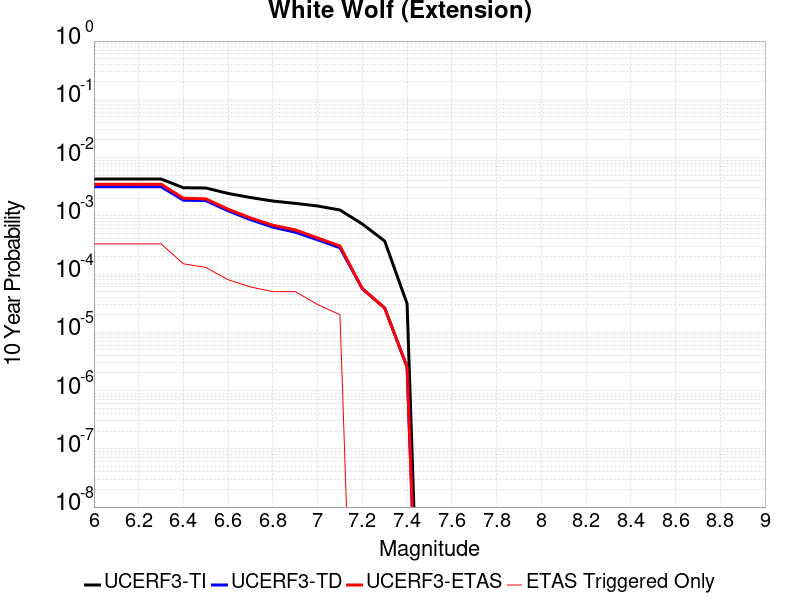 White Wolf (Extension)
10 Year Probability
10^0
10^-1
10^-2
10^-3
10^-4
10^-5
10^-6
10^-7
10^-8
6 6.2 6.4 6.6 6.8 7 7.2 7.4 7.6 7.8 8 8.2 8.4 8.6 8.8 9
Magnitude
UCERF3-TI UCERF3-TD UCERF3-ETAS ETAS Triggered Only